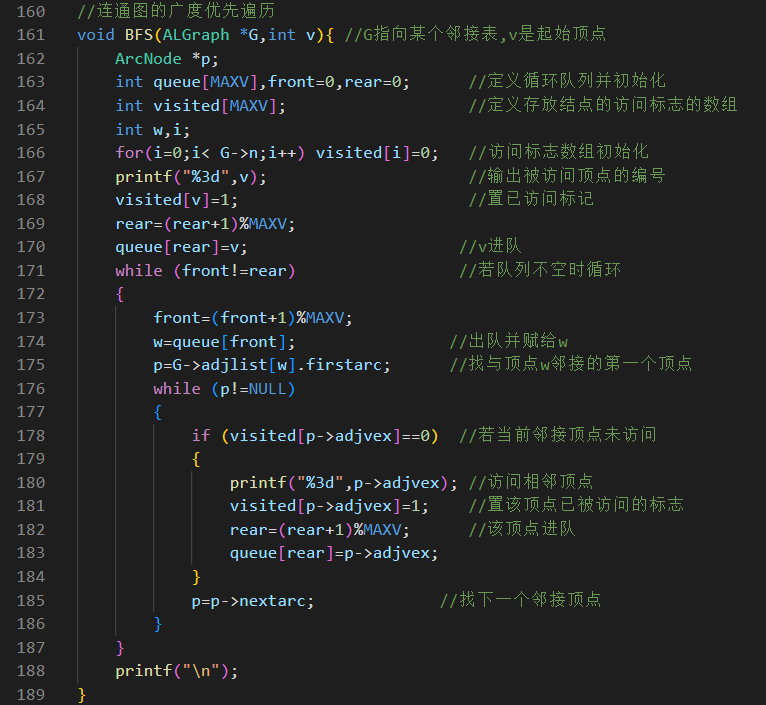 160 //连通图的广度优先遍历
161 void BFS(ALGraph *G,int v){ //G指向某个邻接表,v是起始顶点
162 ArcNode *p;
163 int queue[MAXV],front=0,rear=0; //定义循环队列并初始化
164 int visited[MAXV]; //定义存放结点的访问标志的数组
165 int w,i;
166 for(i=0;i< G->n;i++) visited[i]=0; //访问标志数组初始化
167 printf("%3d",v); //输出被访问顶点的编号
168 visited[v]=1; //置已访问标记
169 rear=(rear+1)%MAXV;
170 queue[rear]=v; //v进队
171 while (front!=rear) //若队列不空时循环
172 {
173 front=(front+1)%MAXV;
174 w=queue[front]; //出队并赋给w
175 p=G->adjlist[w].firstarc; //找与顶点w邻接的第一个顶点
176 while (p!=NULL)
177 {
178 if (visited[p->adjvex]==0) //若当前邻接顶点未访问
179 {
180 printf("%3d",p->adjvex); //访问相邻顶点
181 visited[p->adjvex]=1; //置该顶点已被访问的标志
182 rear=(rear+1)%MAXV; //该顶点进队
183 queue[rear]=p->adjvex;
184 }
185 p=p->nextarc; //找下一个邻接顶点
186 }
187 }
188 printf("\n");
189 }